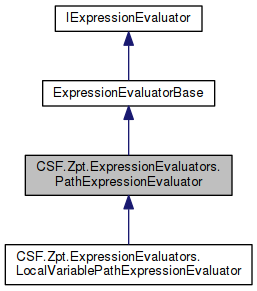 IExpressionEvaluator
ExpressionEvaluatorBase
CSF.Zpt.ExpressionEvaluators.
PathExpressionEvaluator
CSF.Zpt.ExpressionEvaluators.
LocalVariablePathExpressionEvaluator